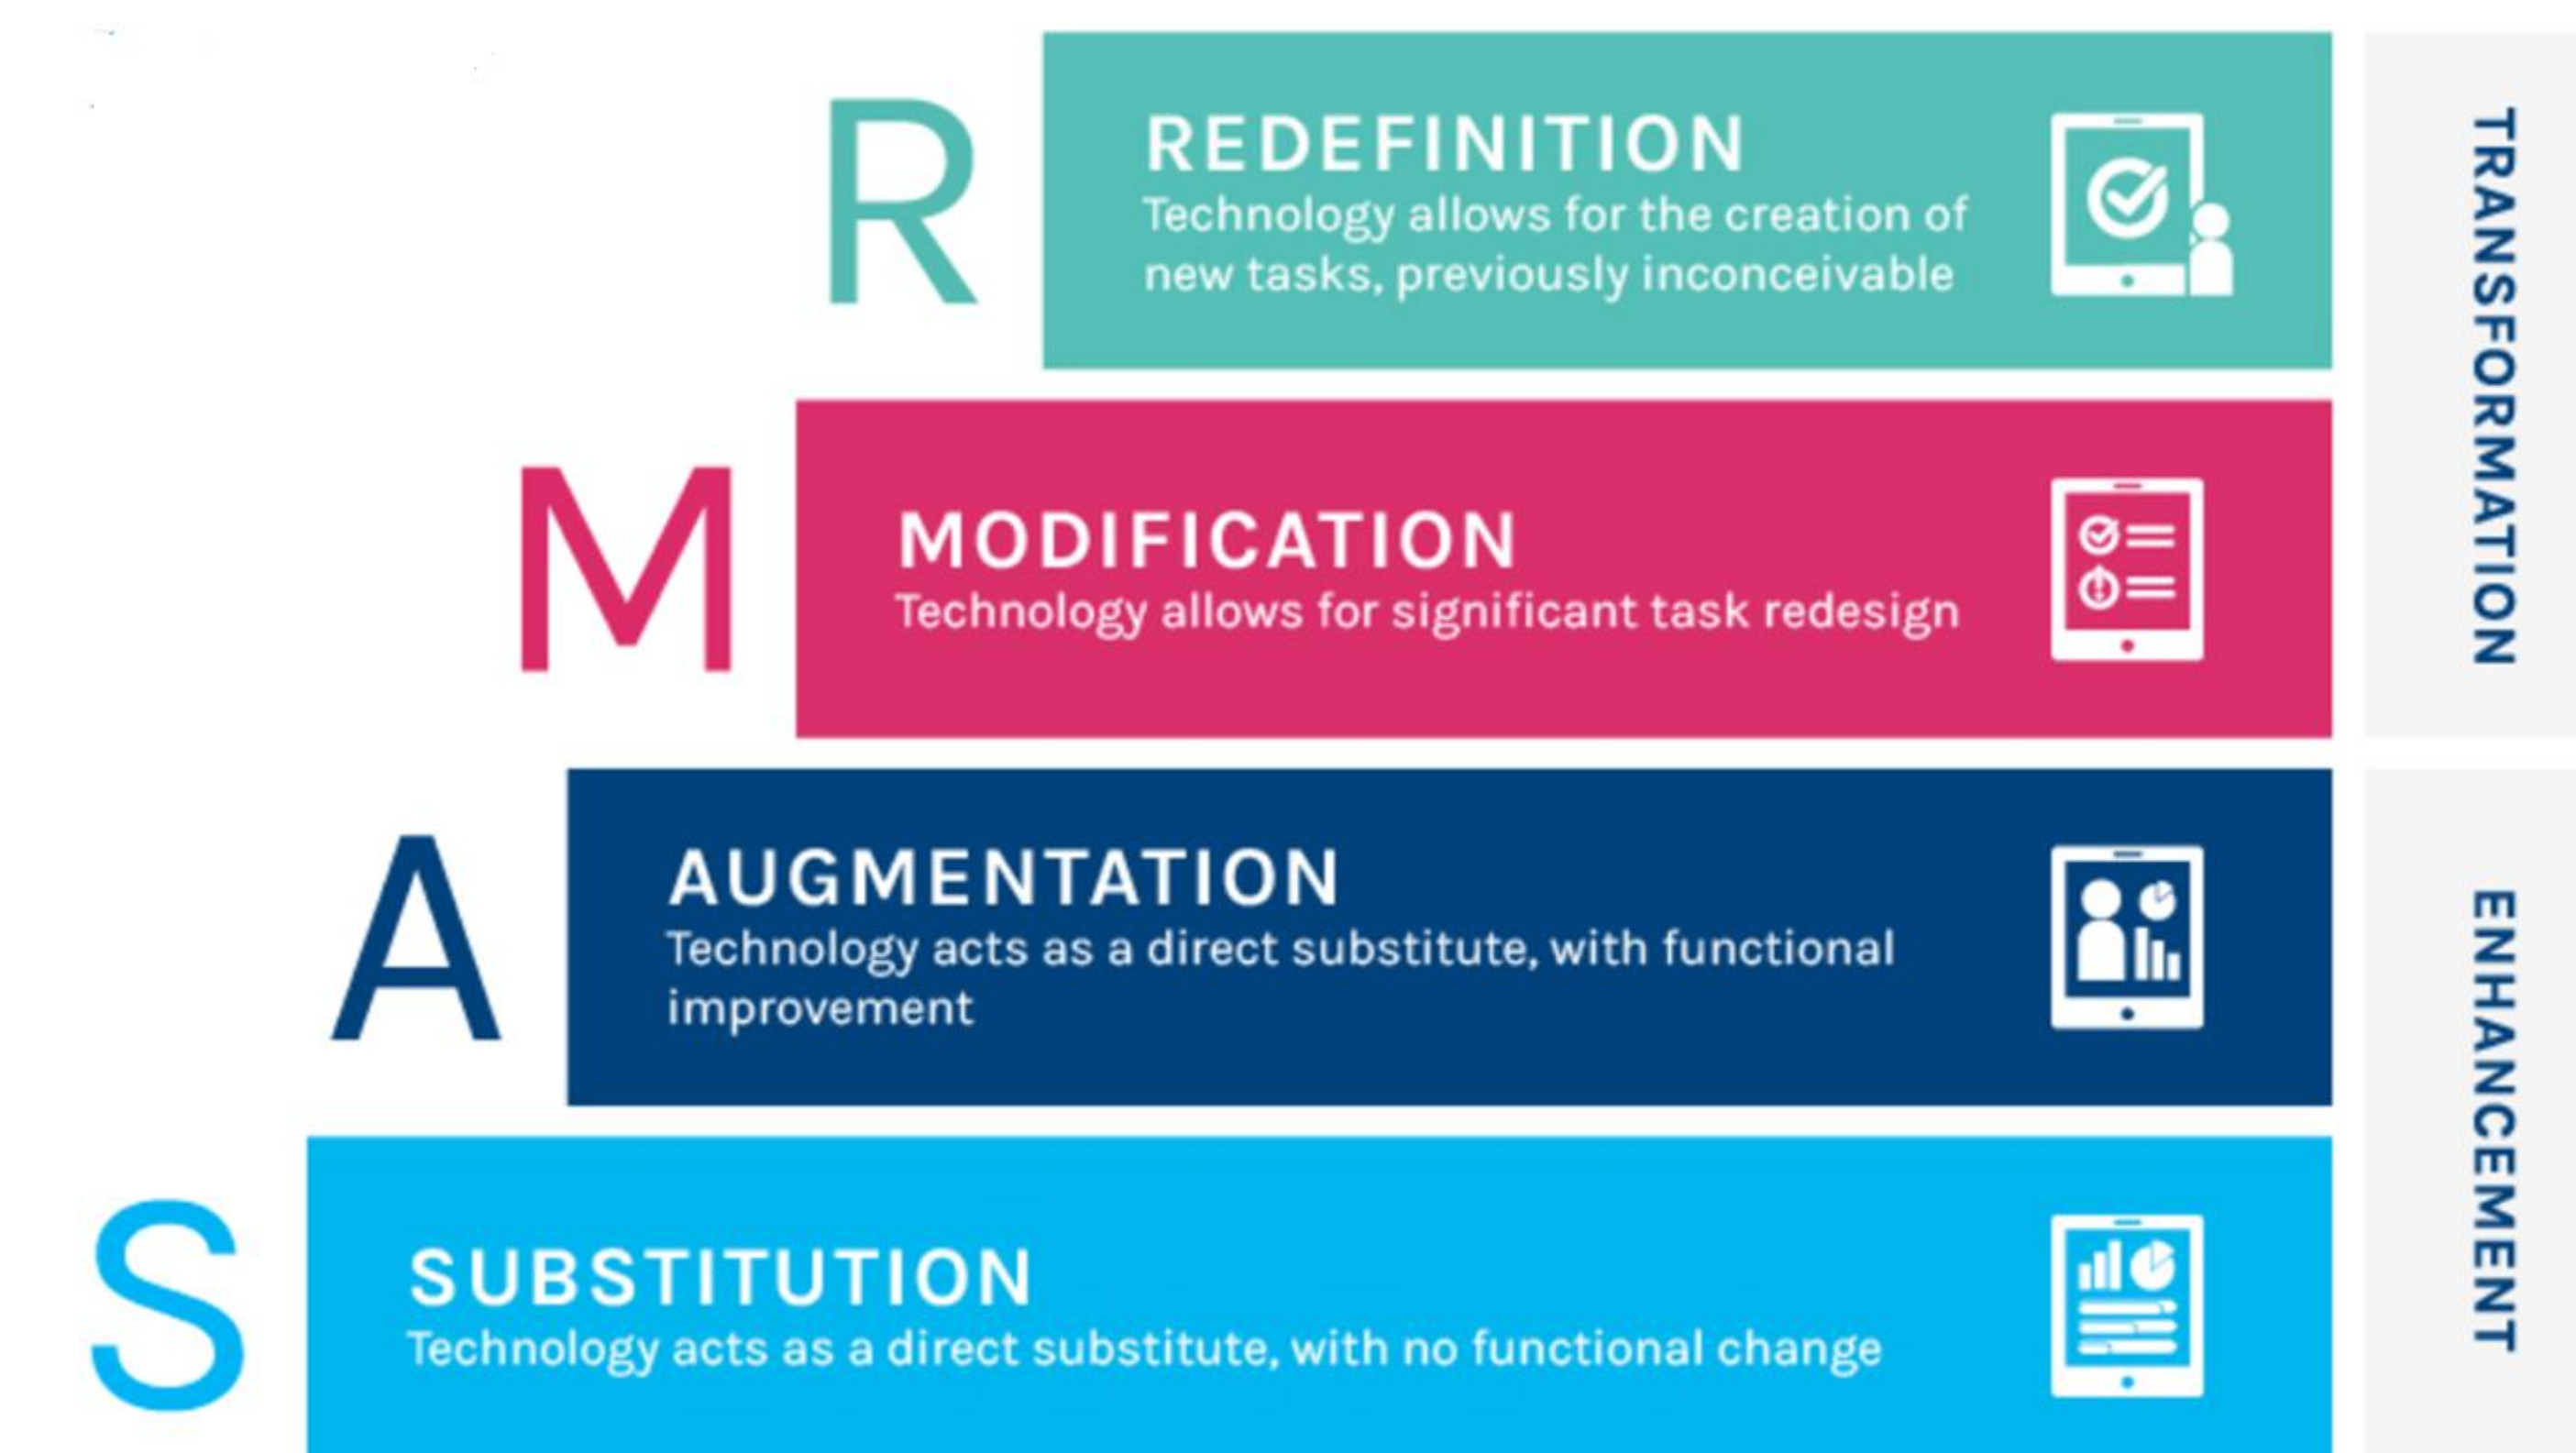 R
REDEFINITION
Technology allows for the creation of
new tasks, previously inconceivable
M
MODIFICATION
Technology allows for significant task redesign
TRANSFORMATION
A
AUGMENTATION
Technology acts as a direct substitute, with functional
improvement
S
SUBSTITUTION
Technology acts as a direct substitute, with no functional change
ENHANCEMENT